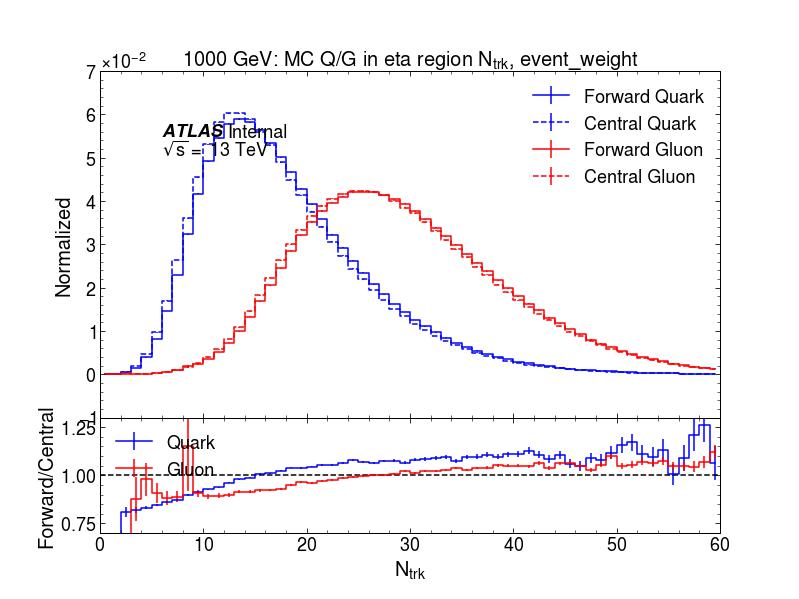 ×10⁻²
1000 GeV: MC Q/G in eta region N_trk, event_weight
7
6
5
4
3
2
1
0
−1
Normalized
ATLAS Internal
√s = 13 TeV
Forward Quark
Central Quark
Forward Gluon
Central Gluon
1.25
1.00
0.75
Forward/Central
Quark
Gluon
0 10 20 30 40 50 60
N_trk